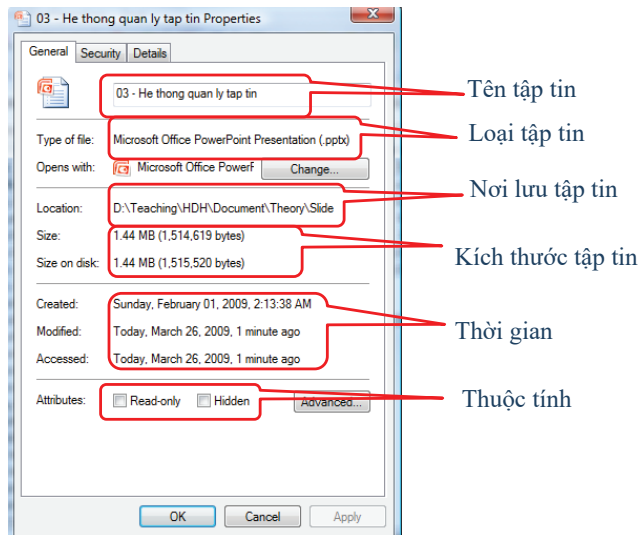 03 - He thong quan ly tap tin Properties
General Security Details
03 - He thong quan ly tap tin
Tên tập tin
Type of file: Microsoft Office PowerPoint Presentation (.pptx)
Loại tập tin
Opens with: Microsoft Office Powerf Change...
Nơi lưu tập tin
Location: D:\Teaching\HDH\Document\Theory\Slide
Size: 1.44 MB (1,514,619 bytes)
Kích thước tập tin
Size on disk: 1.44 MB (1,515,520 bytes)
Created: Sunday, February 01, 2009, 2:13:38 AM
Modified: Today, March 26, 2009, 1 minute ago
Thời gian
Accessed: Today, March 26, 2009, 1 minute ago
Attributes: Read-only Hidden Advanced...
Thuộc tính
OK Cancel Apply